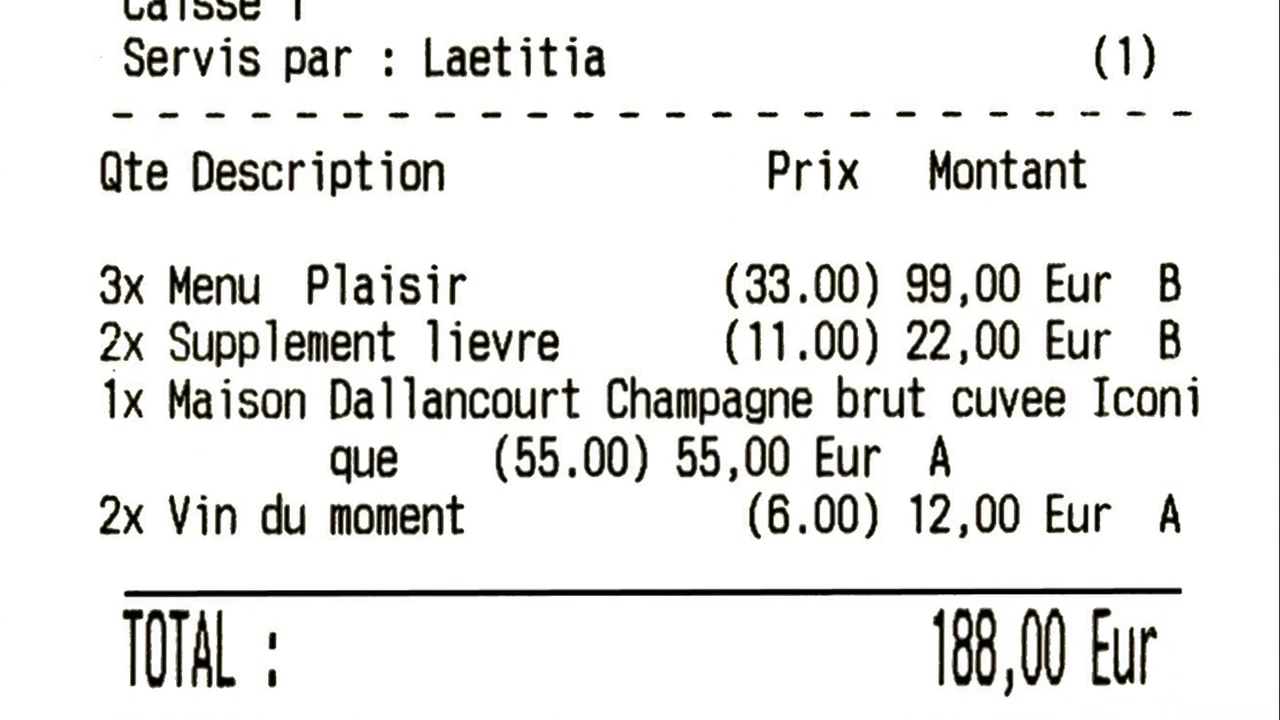 Caisse 1
Servis par : Laetitia (1)
- - - - - - - - - - - - - - - - - - - - - - - -
Qte Description Prix Montant
3x Menu Plaisir (33.00) 99,00 Eur B
2x Supplement lievre (11.00) 22,00 Eur B
1x Maison Dallancourt Champagne brut cuvee Iconi
que (55.00) 55,00 Eur A
2x Vin du moment (6.00) 12,00 Eur A
TOTAL : 188,00 Eur